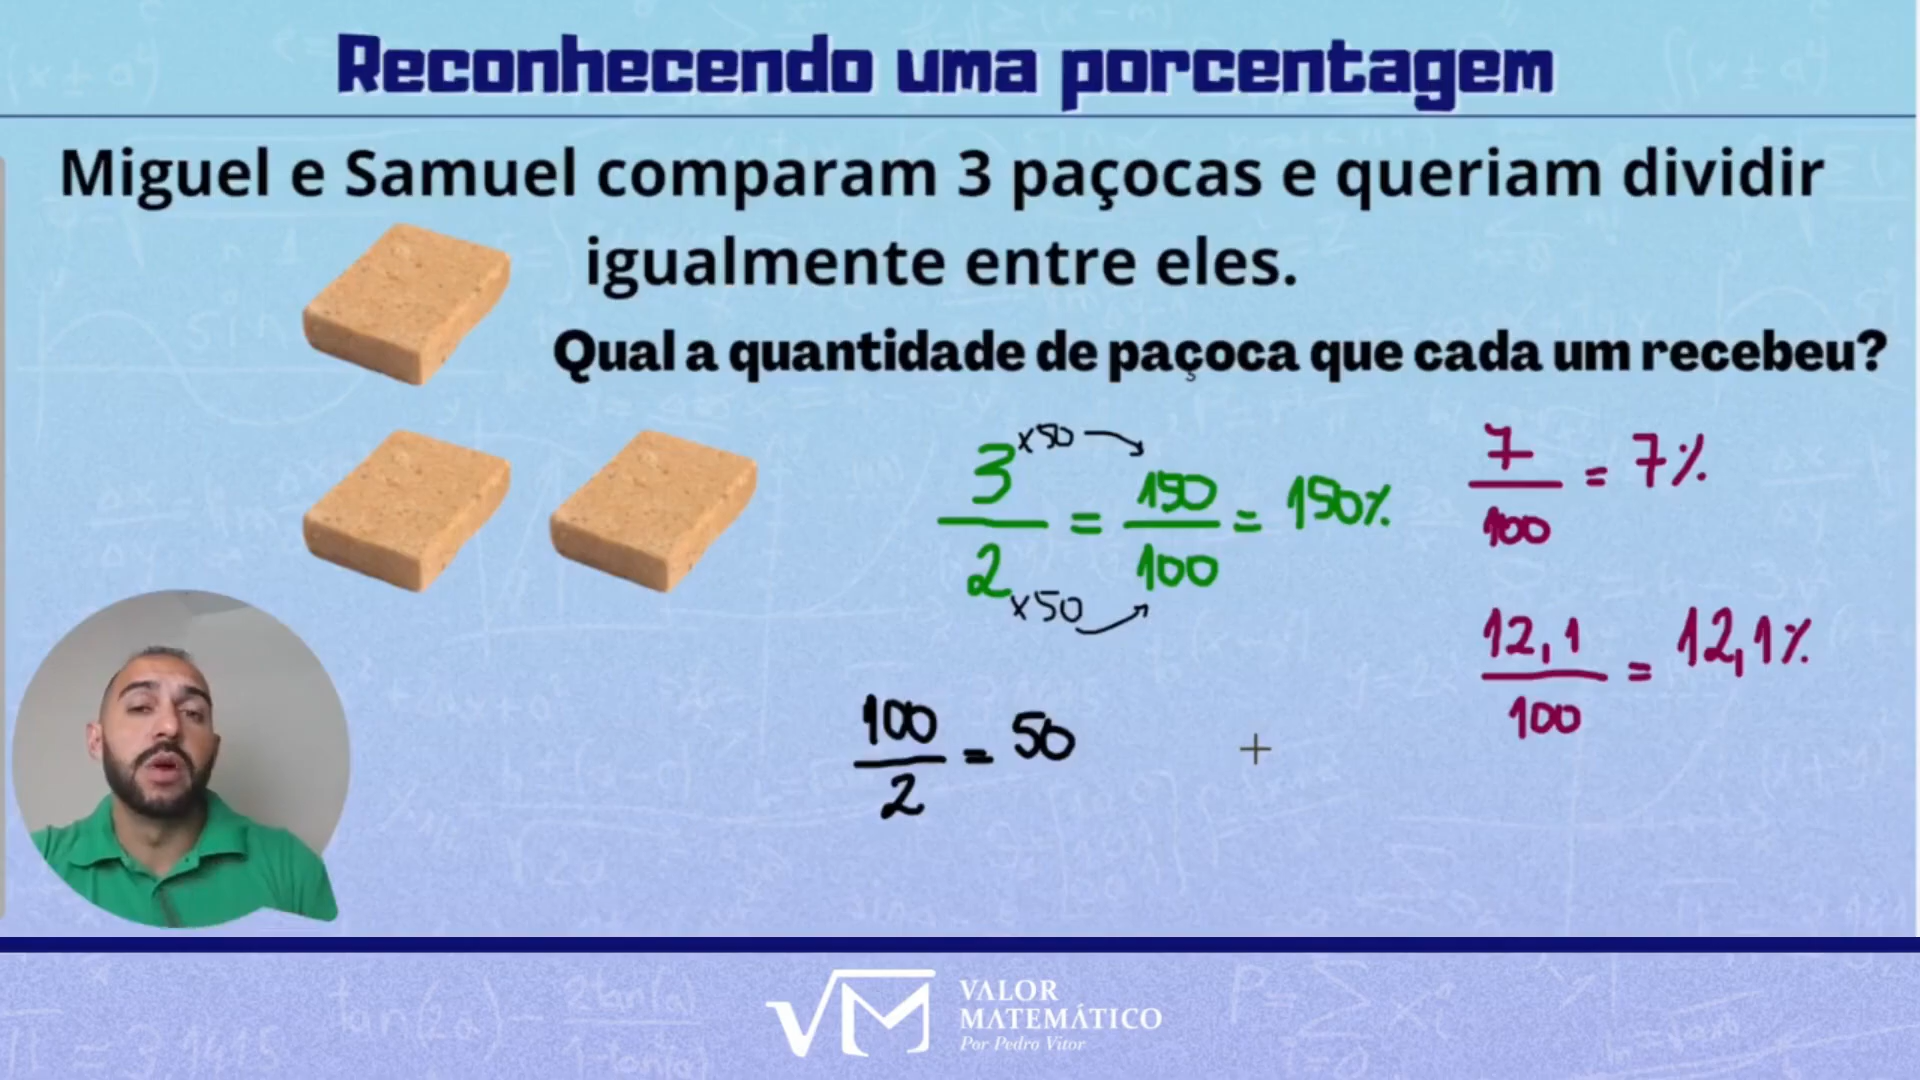 Reconhecendo uma porcentagem
Miguel e Samuel comparam 3 paçocas e queriam dividir
igualmente entre eles.
Qual a quantidade de paçoca que cada um recebeu?
3/2 = 150/100 = 150%
x50
x50
7/100 = 7%
12,1/100 = 12,1%
100/2 = 50
VALOR
MATEMÁTICO
Por Pedro Vitor